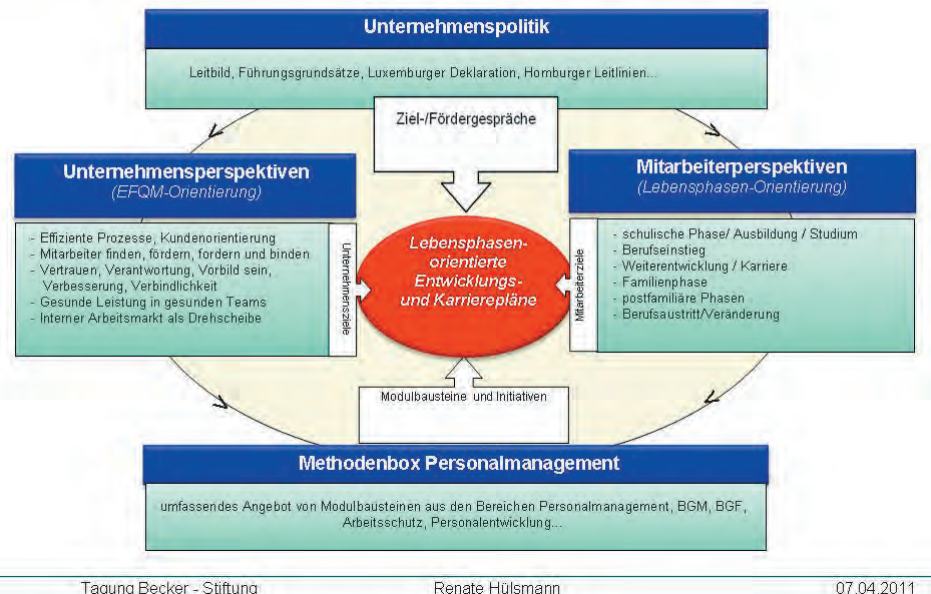 Unternehmenspolitik
Leitbild, Führungsgrundsätze, Luxemburger Deklaration, Homburger Leitlinien...
Ziel-/Fördergespräche
Unternehmensperspektiven
(EFQM-Orientierung)
- Effiziente Prozesse, Kundenorientierung
- Mitarbeiter finden, fördern, fordern und binden
- Vertrauen, Verantwortung, Vorbild sein,
Verbesserung, Verbindlichkeit
- Gesunde Leistung in gesunden Teams
- Interner Arbeitsmarkt als Drehscheibe
Unternehmensziele
Lebensphasen-
orientierte
Entwicklungs-
und Karrierepläne
Mitarbeiterziele
Mitarbeiterperspektiven
(Lebensphasen-Orientierung)
- schulische Phase/ Ausbildung / Studium
- Berufseinstieg
- Weiterentwicklung / Karriere
- Familienphase
- postfamiliäre Phasen
- Berufsaustritt/Veränderung
Modulbausteine und Initiativen
Methodenbox Personalmanagement
umfassendes Angebot von Modulbausteinen aus den Bereichen Personalmanagement, BGM, BGF,
Arbeitsschutz, Personalentwicklung...
Tagung Becker - Stiftung
Renate Hülsmann
07.04.2011